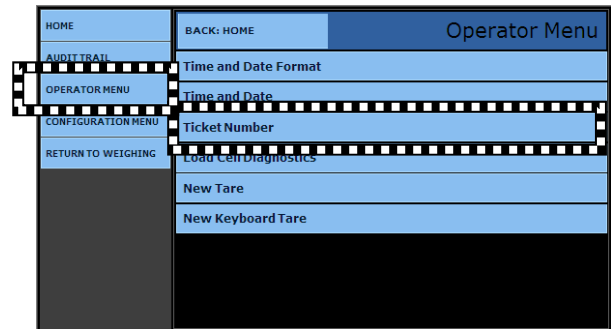 HOME
AUDIT TRAIL
OPERATOR MENU
CONFIGURATION MENU
RETURN TO WEIGHING
BACK: HOME
Operator Menu
Time and Date Format
Time and Date
Ticket Number
Load Cell Diagnostics
New Tare
New Keyboard Tare